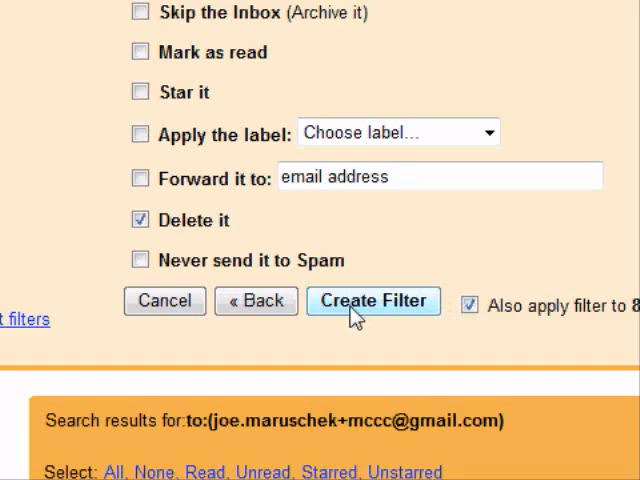 Skip the Inbox (Archive it)
Mark as read
Star it
Apply the label: Choose label...
Forward it to: email address
Delete it
Never send it to Spam
Cancel « Back Create Filter Also apply filter to 8
t filters
Search results for:to:(joe.maruschek+mccc@gmail.com)
Select: All, None, Read, Unread, Starred, Unstarred